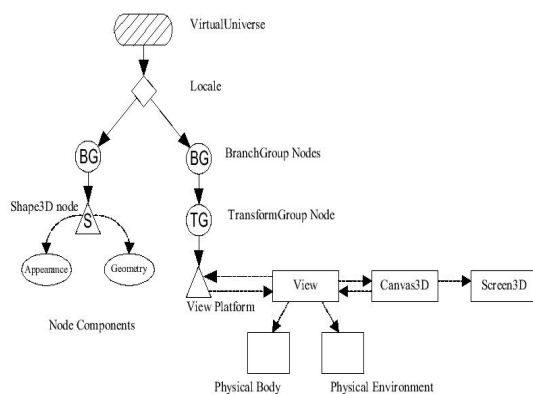 VirtualUniverse
Locale
BG
BG
BranchGroup Nodes
Shape3D node
S
TG
TransformGroup Node
Appearance
Geometry
View
Canvas3D
Screen3D
View Platform
Node Components
Physical Body
Physical Environment